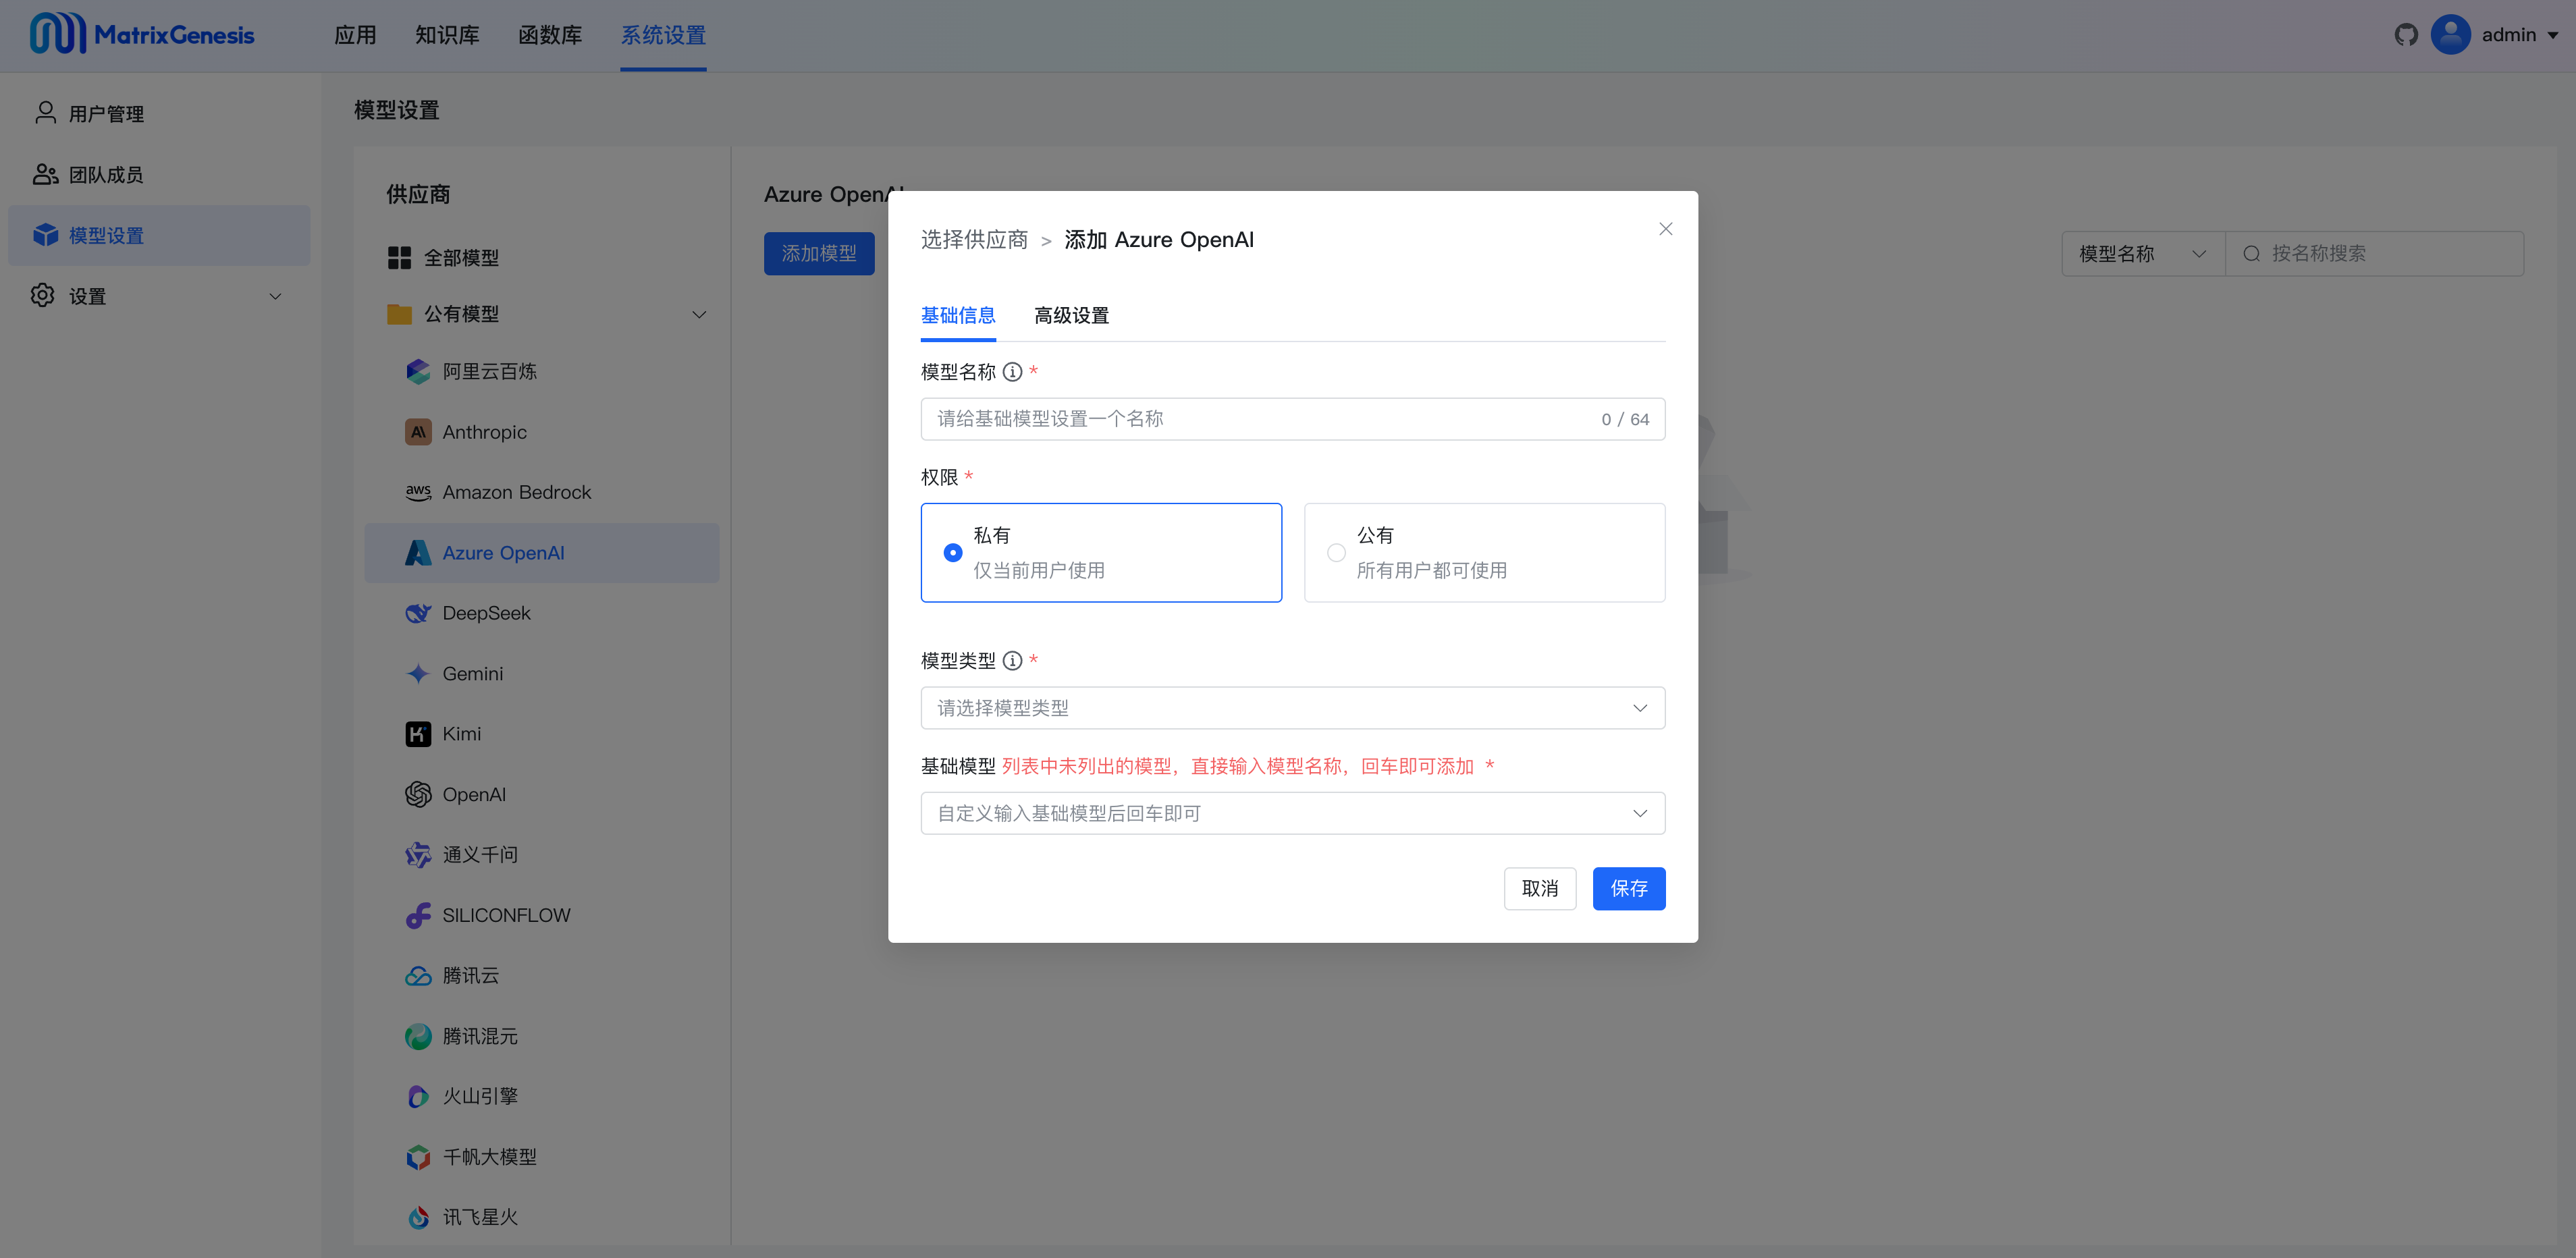 MatrixGenesis
应用
知识库
函数库
系统设置
admin
用户管理
团队成员
模型设置
设置
模型设置
供应商
全部模型
公有模型
阿里云百炼
Anthropic
aws Amazon Bedrock
Azure OpenAI
DeepSeek
Gemini
Kimi
OpenAI
通义千问
SILICONFLOW
腾讯云
腾讯混元
火山引擎
千帆大模型
讯飞星火
Azure OpenAI
添加模型
模型名称
按名称搜索
选择供应商 > 添加 Azure OpenAI
基础信息
高级设置
模型名称 *
请给基础模型设置一个名称
0 / 64
权限 *
私有
仅当前用户使用
公有
所有用户都可使用
模型类型 *
请选择模型类型
基础模型 列表中未列出的模型，直接输入模型名称，回车即可添加 *
自定义输入基础模型后回车即可
取消
保存